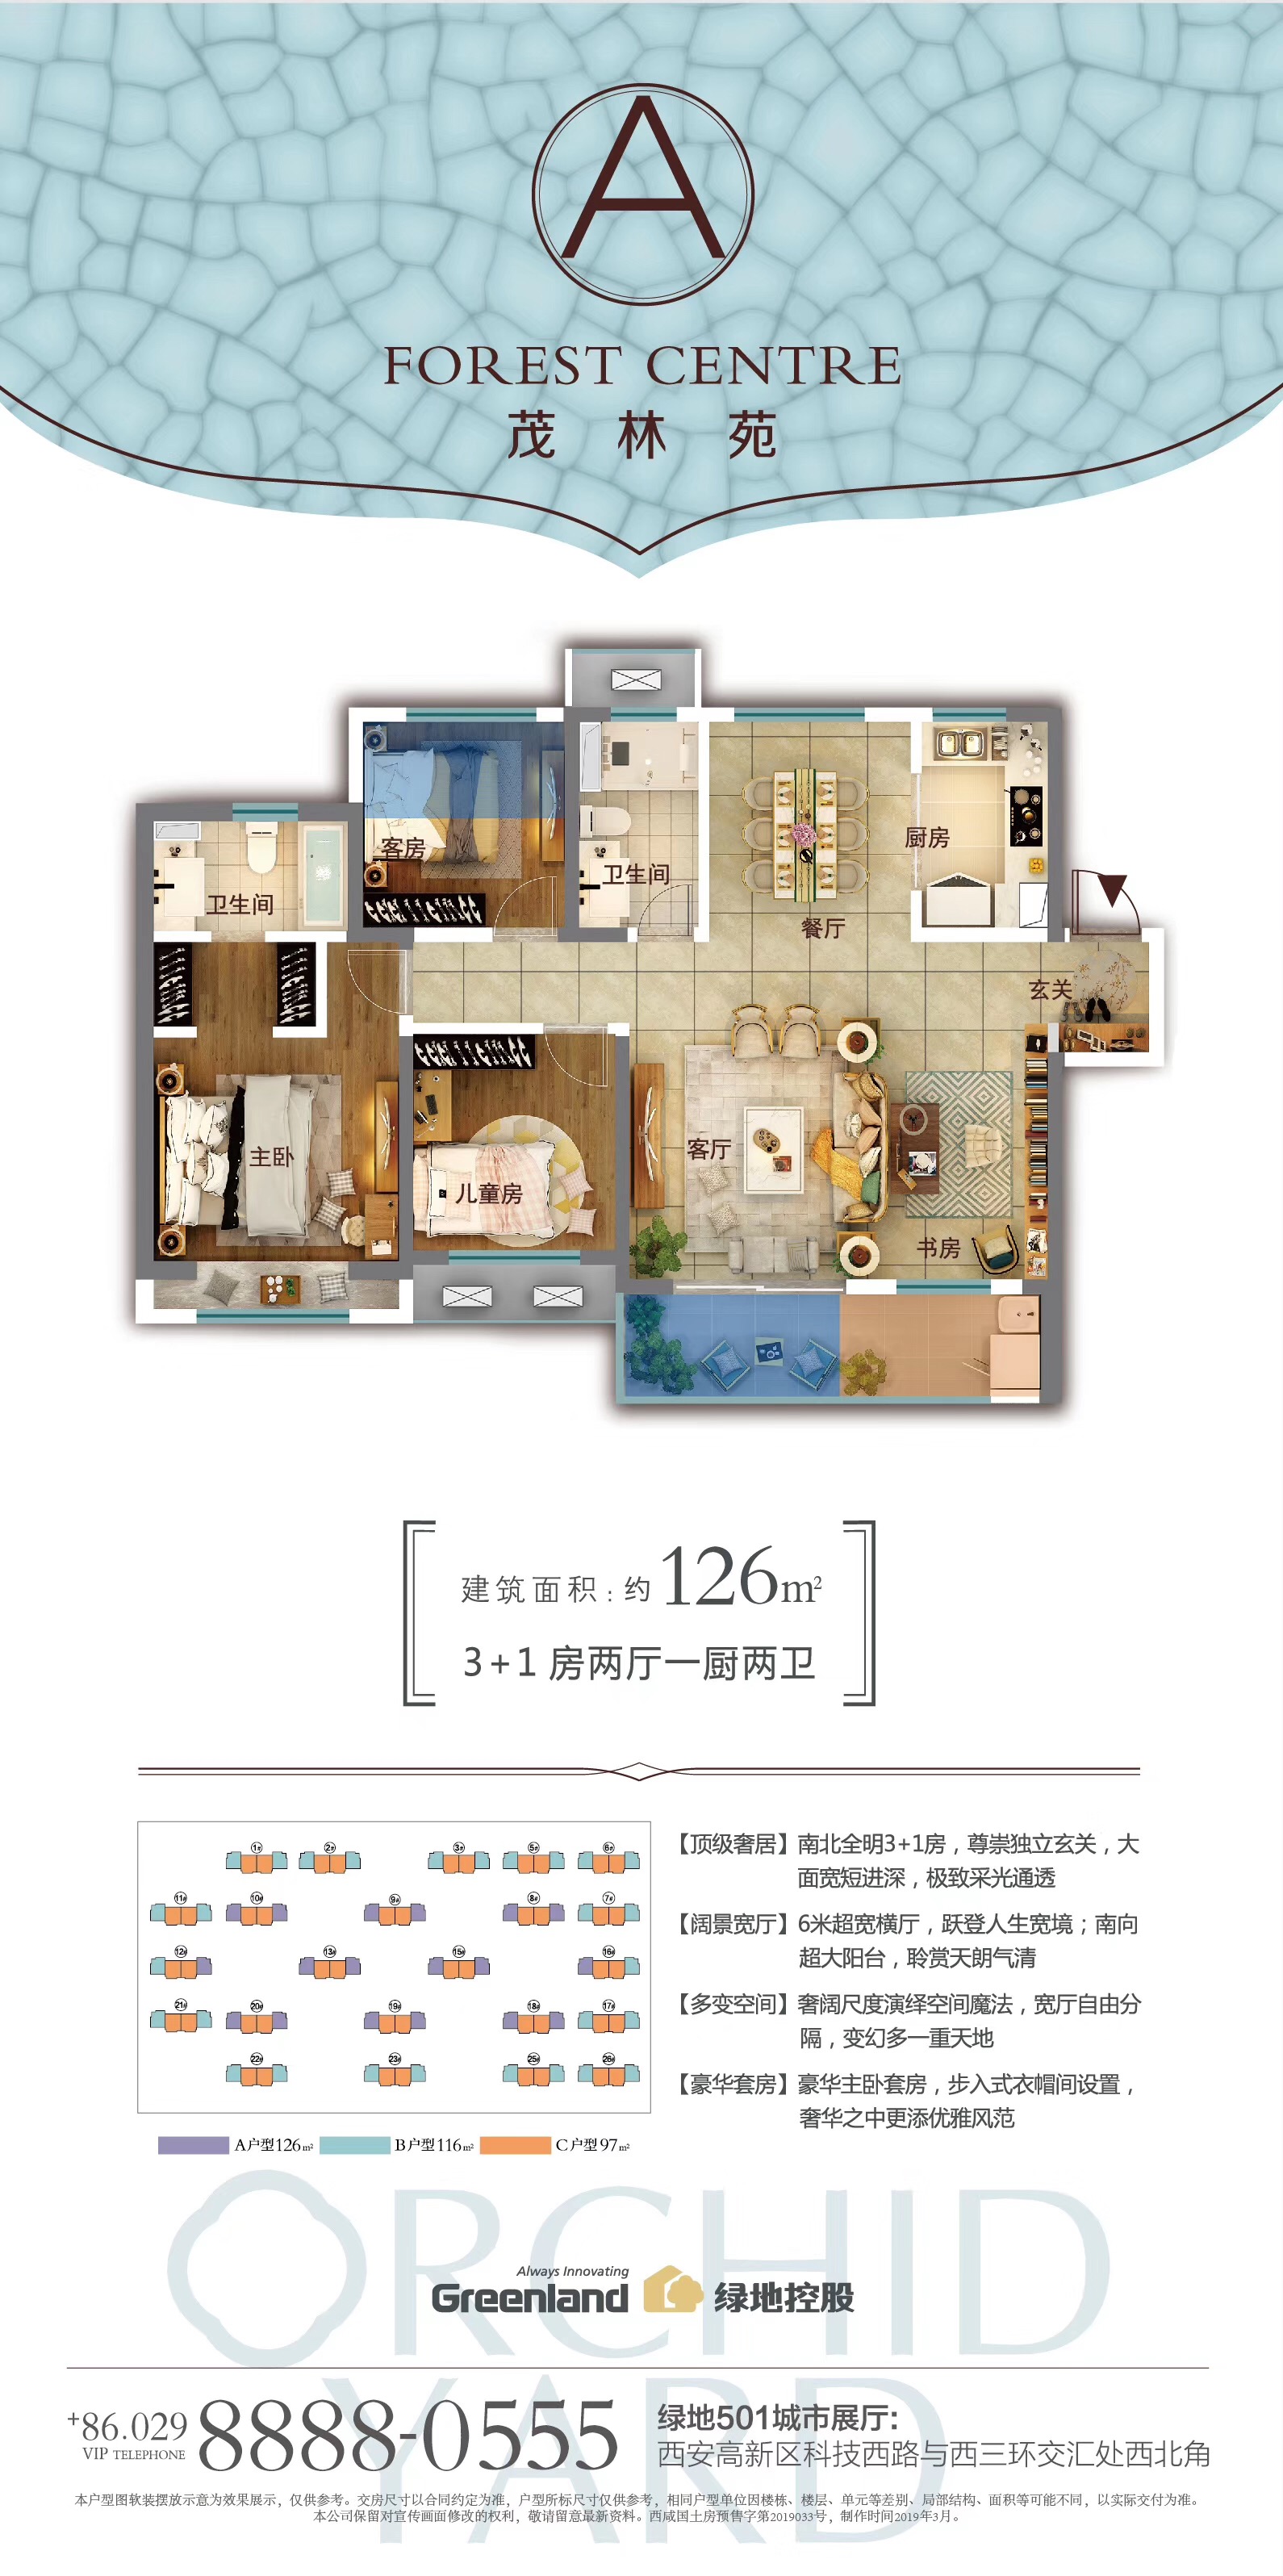 A
FOREST CENTRE
茂林苑
客房
卫生间
厨房
卫生间
餐厅
玄关
主卧
儿童房
客厅
书房
建筑面积:约126m²
3+1房两厅一厨两卫
1# 2# 3# 5# 6#
11# 10# 9# 8# 7#
12# 13# 15# 16#
21# 20# 19# 18# 17#
22# 23# 25# 26#
A户型126m² B户型116m² C户型97m²
【顶级奢居】南北全明3+1房，尊崇独立玄关，大
面宽短进深，极致采光通透
【阔景宽厅】6米超宽横厅，跃登人生宽境；南向
超大阳台，聆赏天朗气清
【多变空间】奢阔尺度演绎空间魔法，宽厅自由分
隔，变幻多一重天地
【豪华套房】豪华主卧套房，步入式衣帽间设置，
奢华之中更添优雅风范
ORCHID
Always Innovating
Greenland 绿地控股
YARD
+86.029 8888-0555
VIP TELEPHONE
绿地501城市展厅:
西安高新区科技西路与西三环交汇处西北角
本户型图软装摆放示意为效果展示，仅供参考。交房尺寸以合同约定为准，户型所标尺寸仅供参考，相同户型单位因楼栋、楼层、单元等差别、局部结构、面积等可能不同，以实际交付为准。
本公司保留对宣传画面修改的权利，敬请留意最新资料。西咸国土房预售字第2019033号，制作时间2019年3月。